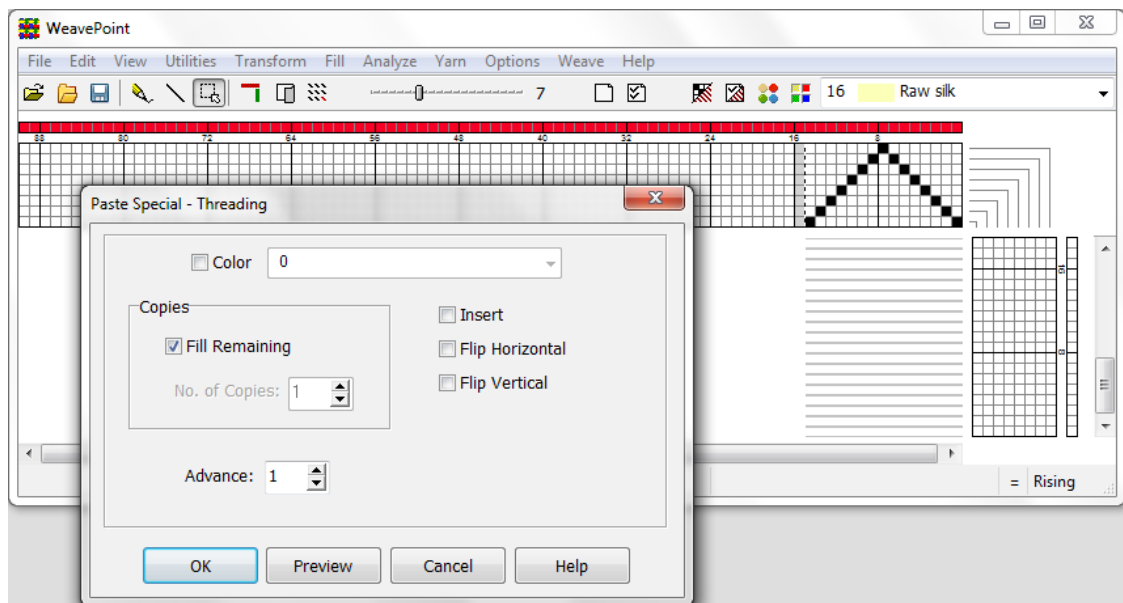 WeavePoint
File Edit View Utilities Transform Fill Analyze Yarn Options Weave Help
7 16 Raw silk
88 80 72 64 56 48 40 32 24 16 8
Paste Special - Threading
Color 0
Copies
Fill Remaining
No. of Copies: 1
Insert
Flip Horizontal
Flip Vertical
Advance: 1
OK Preview Cancel Help
16
8
= Rising